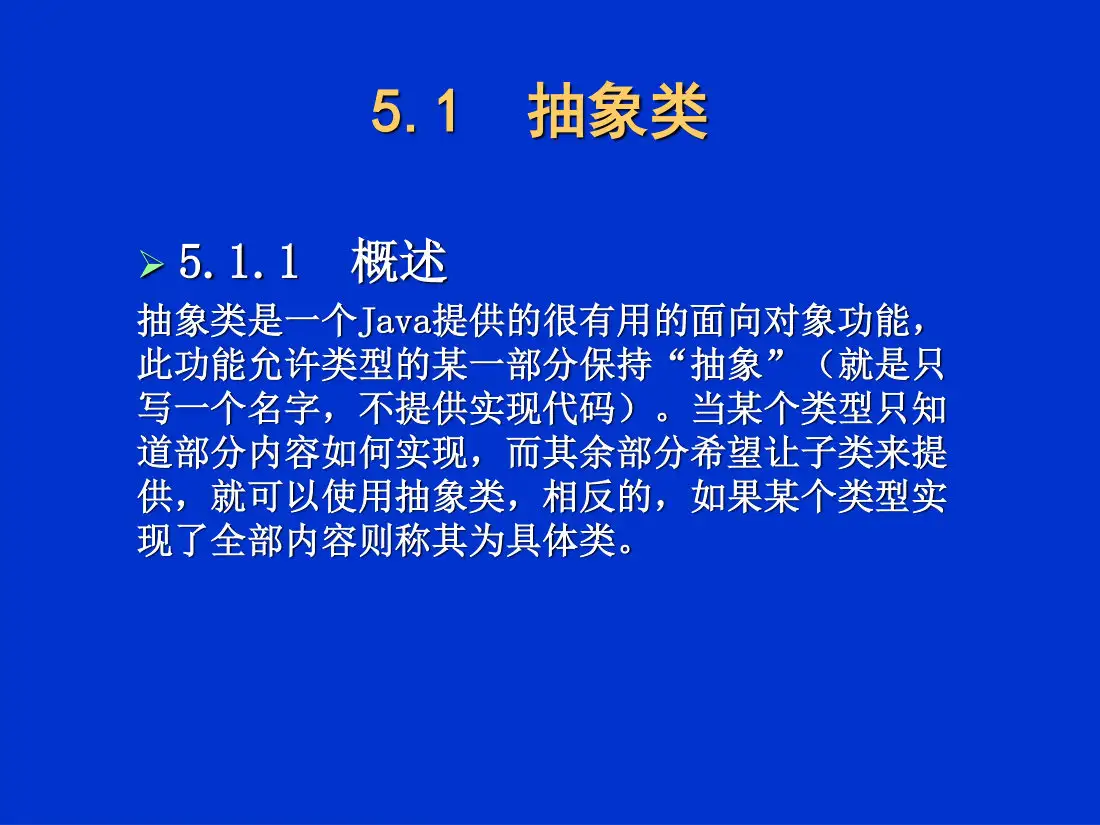 5.1 抽象类
5.1.1 概述
抽象类是一个Java提供的很有用的面向对象功能，
此功能允许类型的某一部分保持“抽象”（就是只
写一个名字，不提供实现代码）。当某个类型只知
道部分内容如何实现，而其余部分希望让子类来提
供，就可以使用抽象类，相反的，如果某个类型实
现了全部内容则称其为具体类。